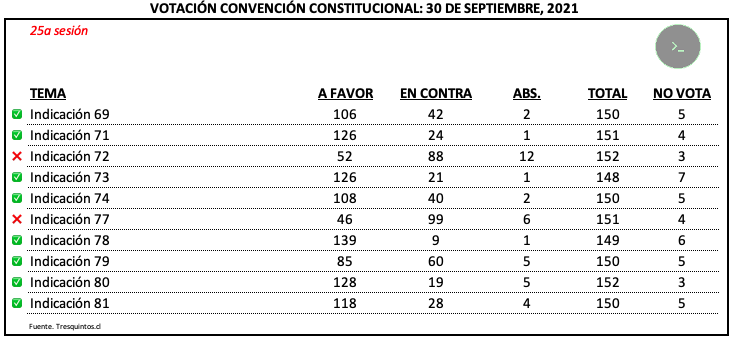 VOTACIÓN CONVENCIÓN CONSTITUCIONAL: 30 DE SEPTIEMBRE, 2021
25a sesión
>_
TEMA A FAVOR EN CONTRA ABS. TOTAL NO VOTA
✅ Indicación 69 106 42 2 150 5
✅ Indicación 71 126 24 1 151 4
❌ Indicación 72 52 88 12 152 3
✅ Indicación 73 126 21 1 148 7
✅ Indicación 74 108 40 2 150 5
❌ Indicación 77 46 99 6 151 4
✅ Indicación 78 139 9 1 149 6
✅ Indicación 79 85 60 5 150 5
✅ Indicación 80 128 19 5 152 3
✅ Indicación 81 118 28 4 150 5
Fuente. Tresquintos.cl